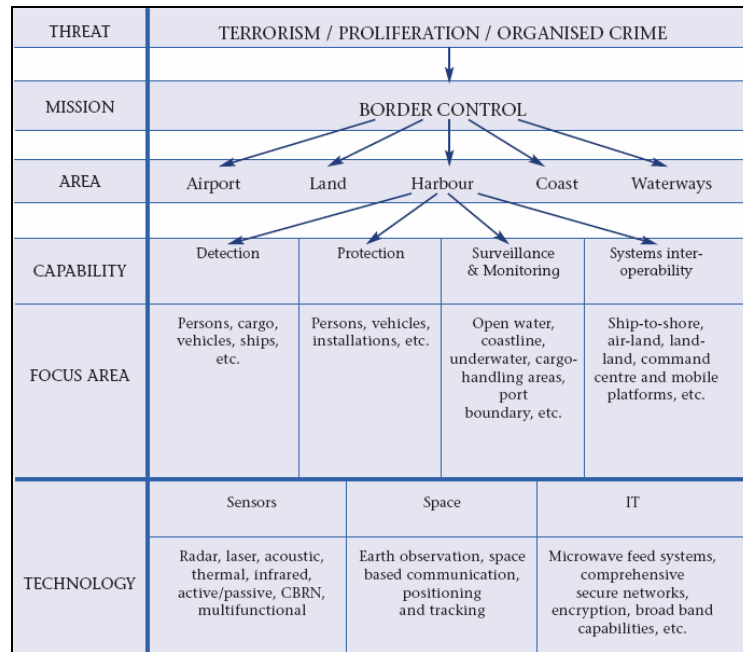 THREAT
TERRORISM / PROLIFERATION / ORGANISED CRIME
MISSION
BORDER CONTROL
AREA
Airport
Land
Harbour
Coast
Waterways
CAPABILITY
Detection
Protection
Surveillance
& Monitoring
Systems inter-
operability
FOCUS AREA
Persons, cargo,
vehicles, ships,
etc.
Persons, vehicles,
installations, etc.
Open water,
coastline,
underwater, cargo-
handling areas,
port
boundary, etc.
Ship-to-shore,
air-land, land-
land, command
centre and mobile
platforms, etc.
TECHNOLOGY
Sensors
Space
IT
Radar, laser, acoustic,
thermal, infrared,
active/passive, CBRN,
multifunctional
Earth observation, space
based communication,
positioning
and tracking
Microwave feed systems,
comprehensive
secure networks,
encryption, broad band
capabilities, etc.